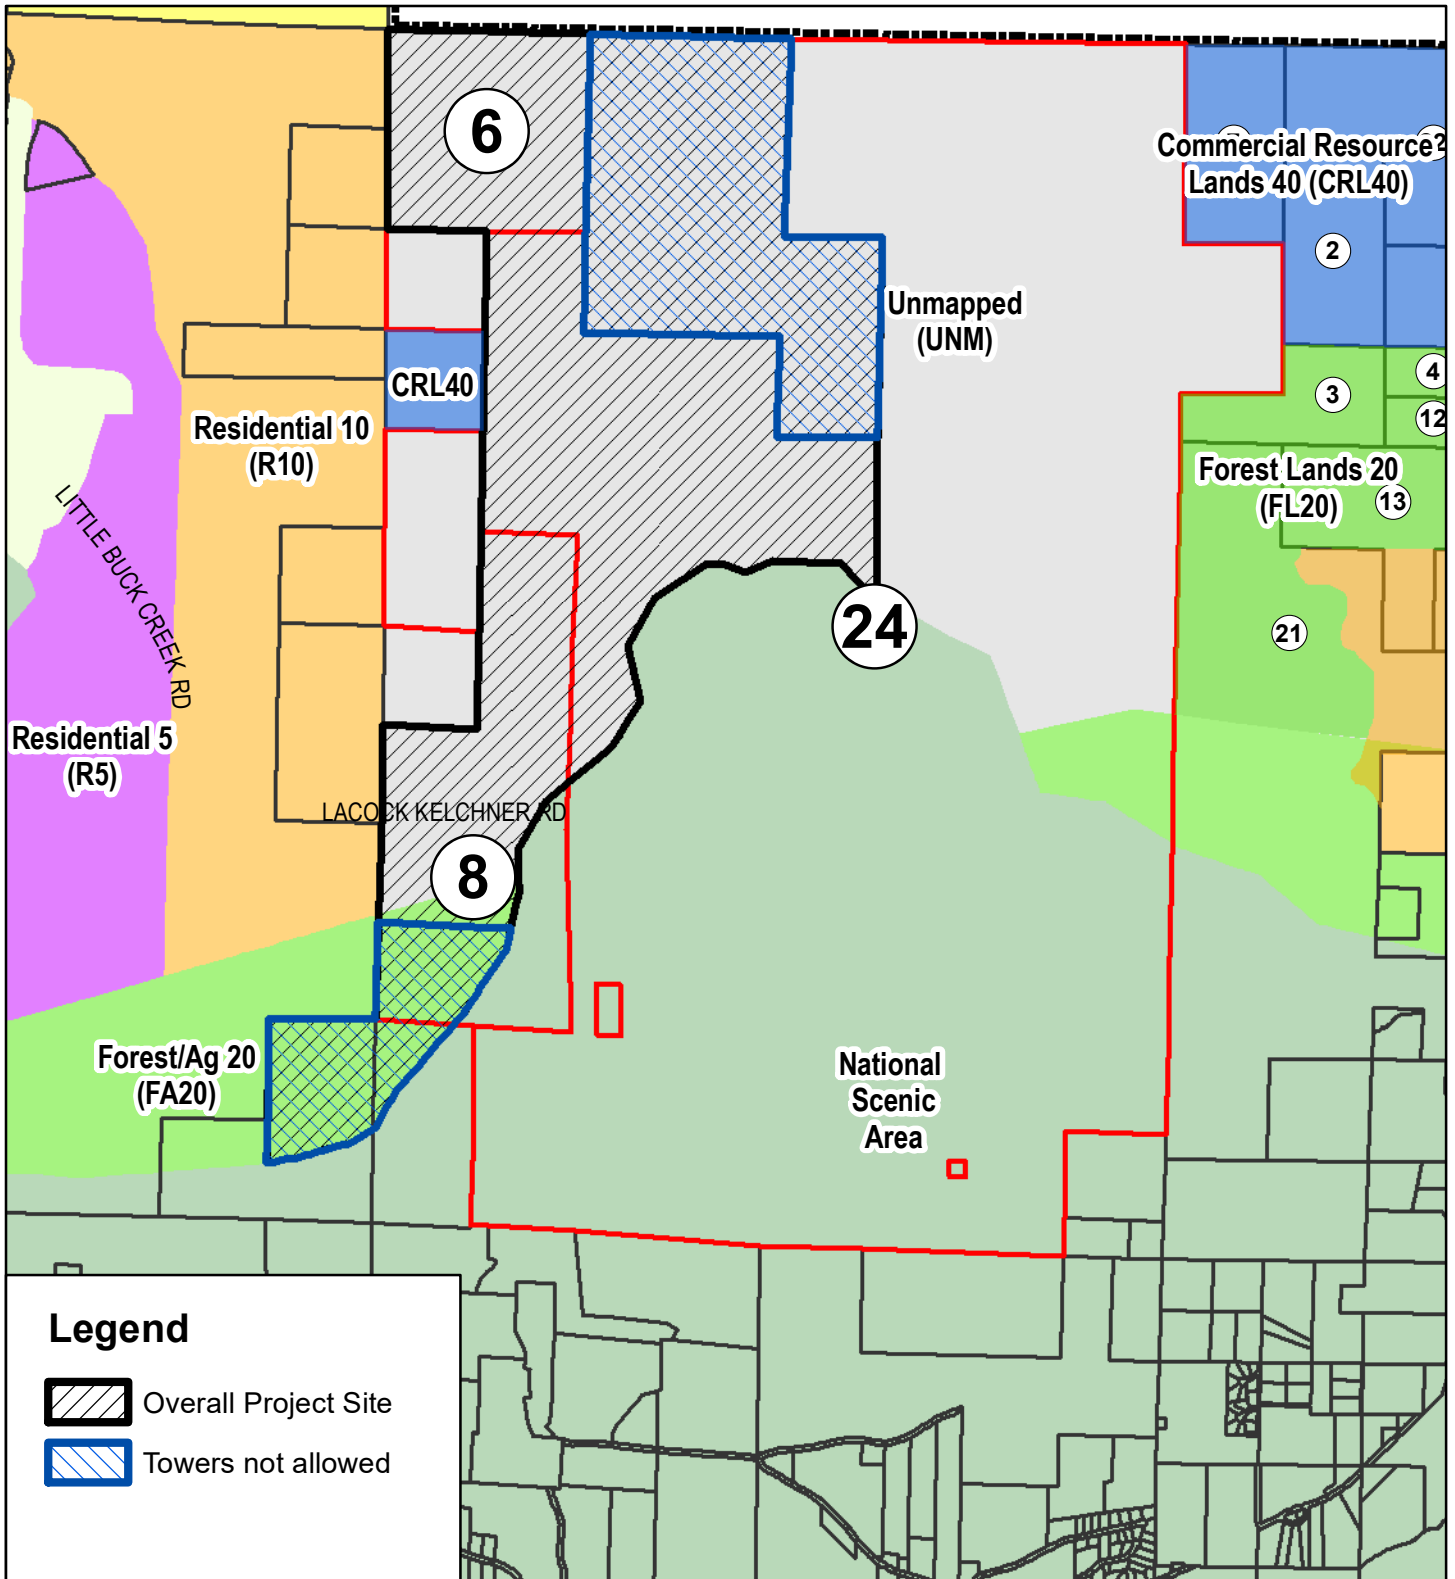 6
Commercial Resource
Lands 40 (CRL40)
2
Unmapped
(UNM)
CRL40
4
3
12
Residential 10
(R10)
Forest Lands 20
(FL20)
13
LITTLE BUCK CREEK RD
24
21
Residential 5
(R5)
LACOCK KELCHNER RD
8
Forest/Ag 20
(FA20)
National
Scenic
Area
Legend
Overall Project Site
Towers not allowed